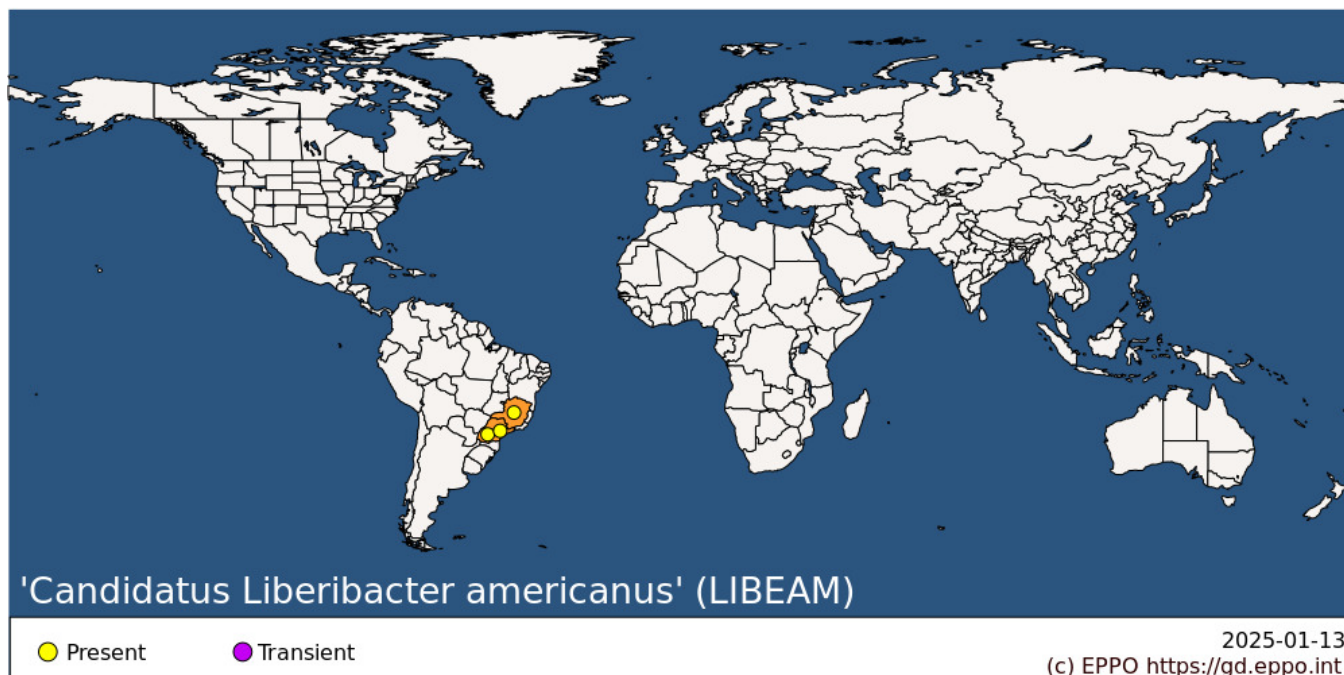 'Candidatus Liberibacter americanus' (LIBEAM)
Present
Transient
2025-01-13
(c) EPPO https://gd.eppo.int